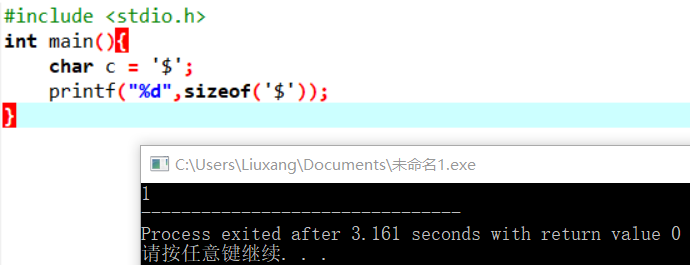 #include <stdio.h>
int main(){
    char c = '$';
    printf("%d",sizeof('$'));
}
C:\Users\Liuxang\Documents\未命名1.exe
1
--------------------------------
Process exited after 3.161 seconds with return value 0
请按任意键继续. . .